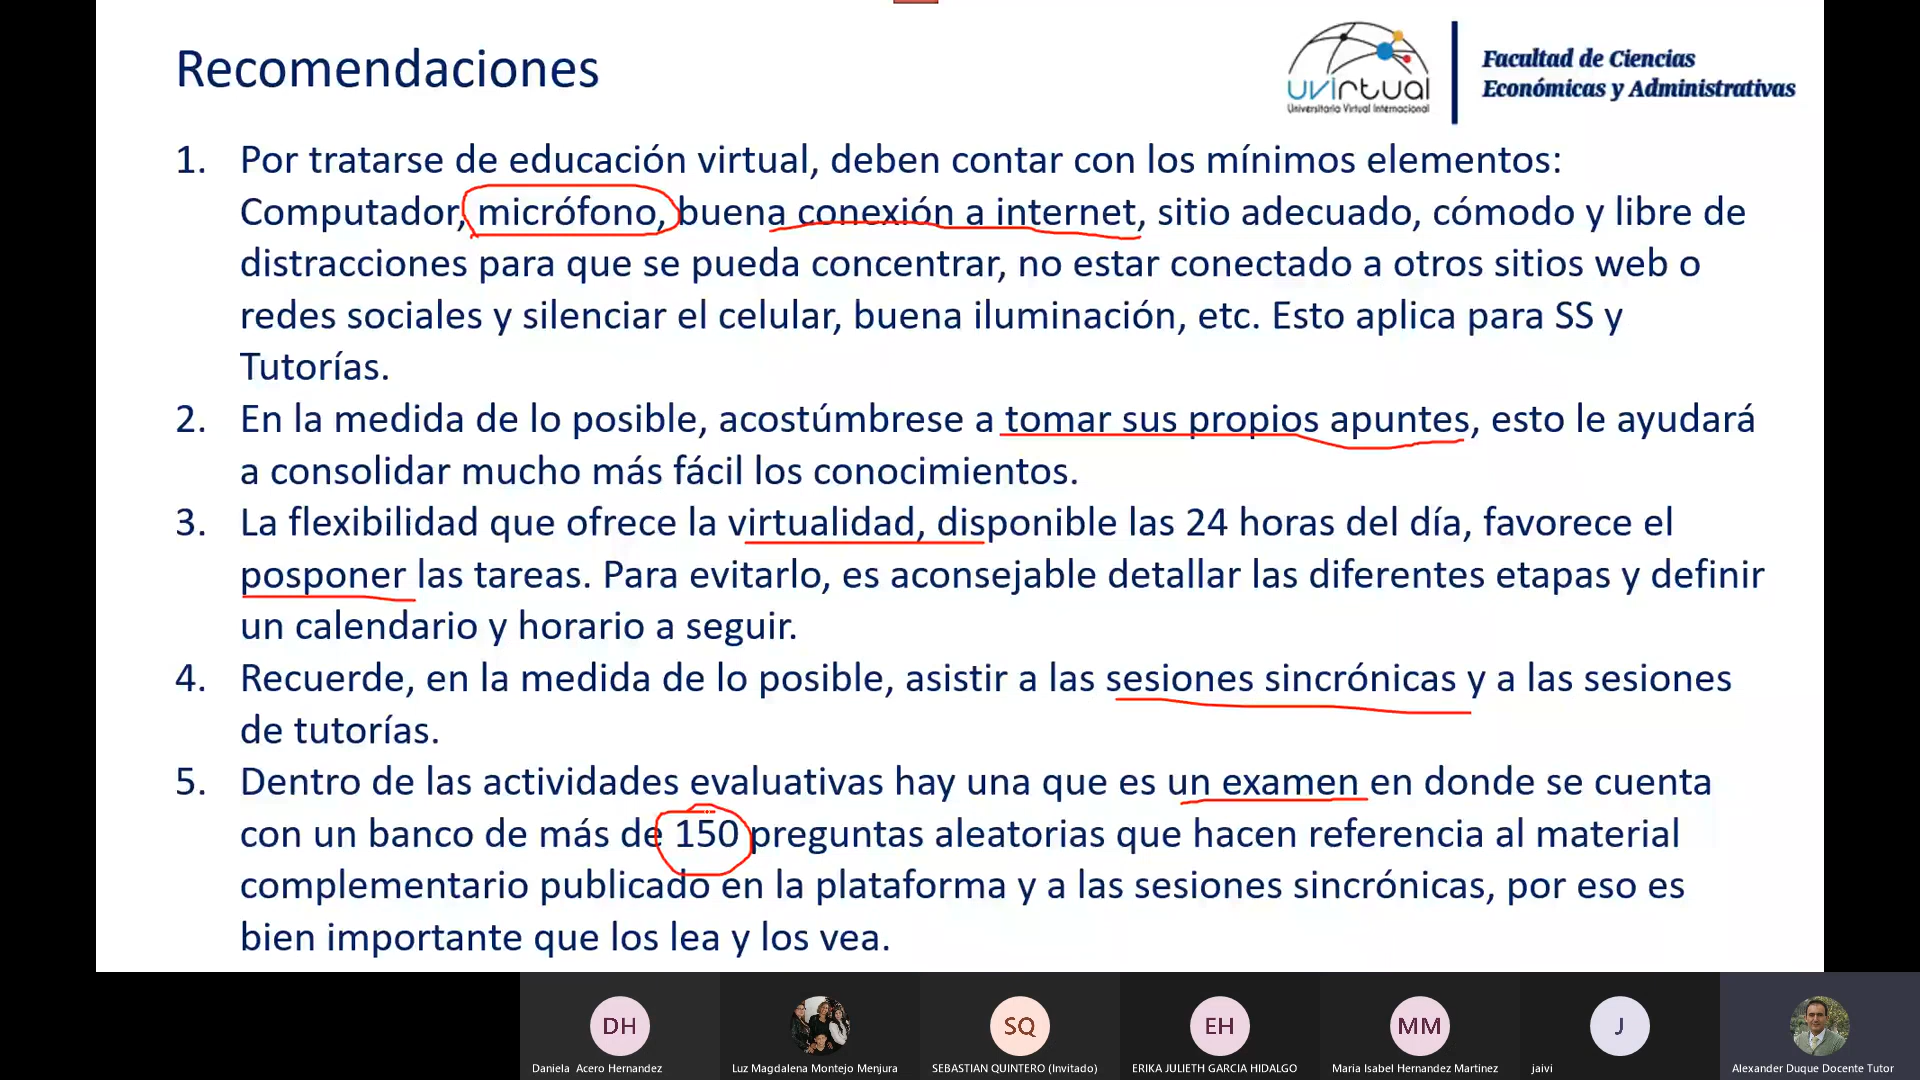 Recomendaciones
uvirtual
Universitaria Virtual Internacional
Facultad de Ciencias
Económicas y Administrativas
1. Por tratarse de educación virtual, deben contar con los mínimos elementos:
Computador, micrófono, buena conexión a internet, sitio adecuado, cómodo y libre de
distracciones para que se pueda concentrar, no estar conectado a otros sitios web o
redes sociales y silenciar el celular, buena iluminación, etc. Esto aplica para SS y
Tutorías.
2. En la medida de lo posible, acostúmbrese a tomar sus propios apuntes, esto le ayudará
a consolidar mucho más fácil los conocimientos.
3. La flexibilidad que ofrece la virtualidad, disponible las 24 horas del día, favorece el
posponer las tareas. Para evitarlo, es aconsejable detallar las diferentes etapas y definir
un calendario y horario a seguir.
4. Recuerde, en la medida de lo posible, asistir a las sesiones sincrónicas y a las sesiones
de tutorías.
5. Dentro de las actividades evaluativas hay una que es un examen en donde se cuenta
con un banco de más de 150 preguntas aleatorias que hacen referencia al material
complementario publicado en la plataforma y a las sesiones sincrónicas, por eso es
bien importante que los lea y los vea.
DH SQ EH MM J
Daniela Acero Hernandez Luz Magdalena Montejo Menjura SEBASTIAN QUINTERO (Invitado) ERIKA JULIETH GARCIA HIDALGO Maria Isabel Hernandez Martinez jaivi Alexander Duque Docente Tutor